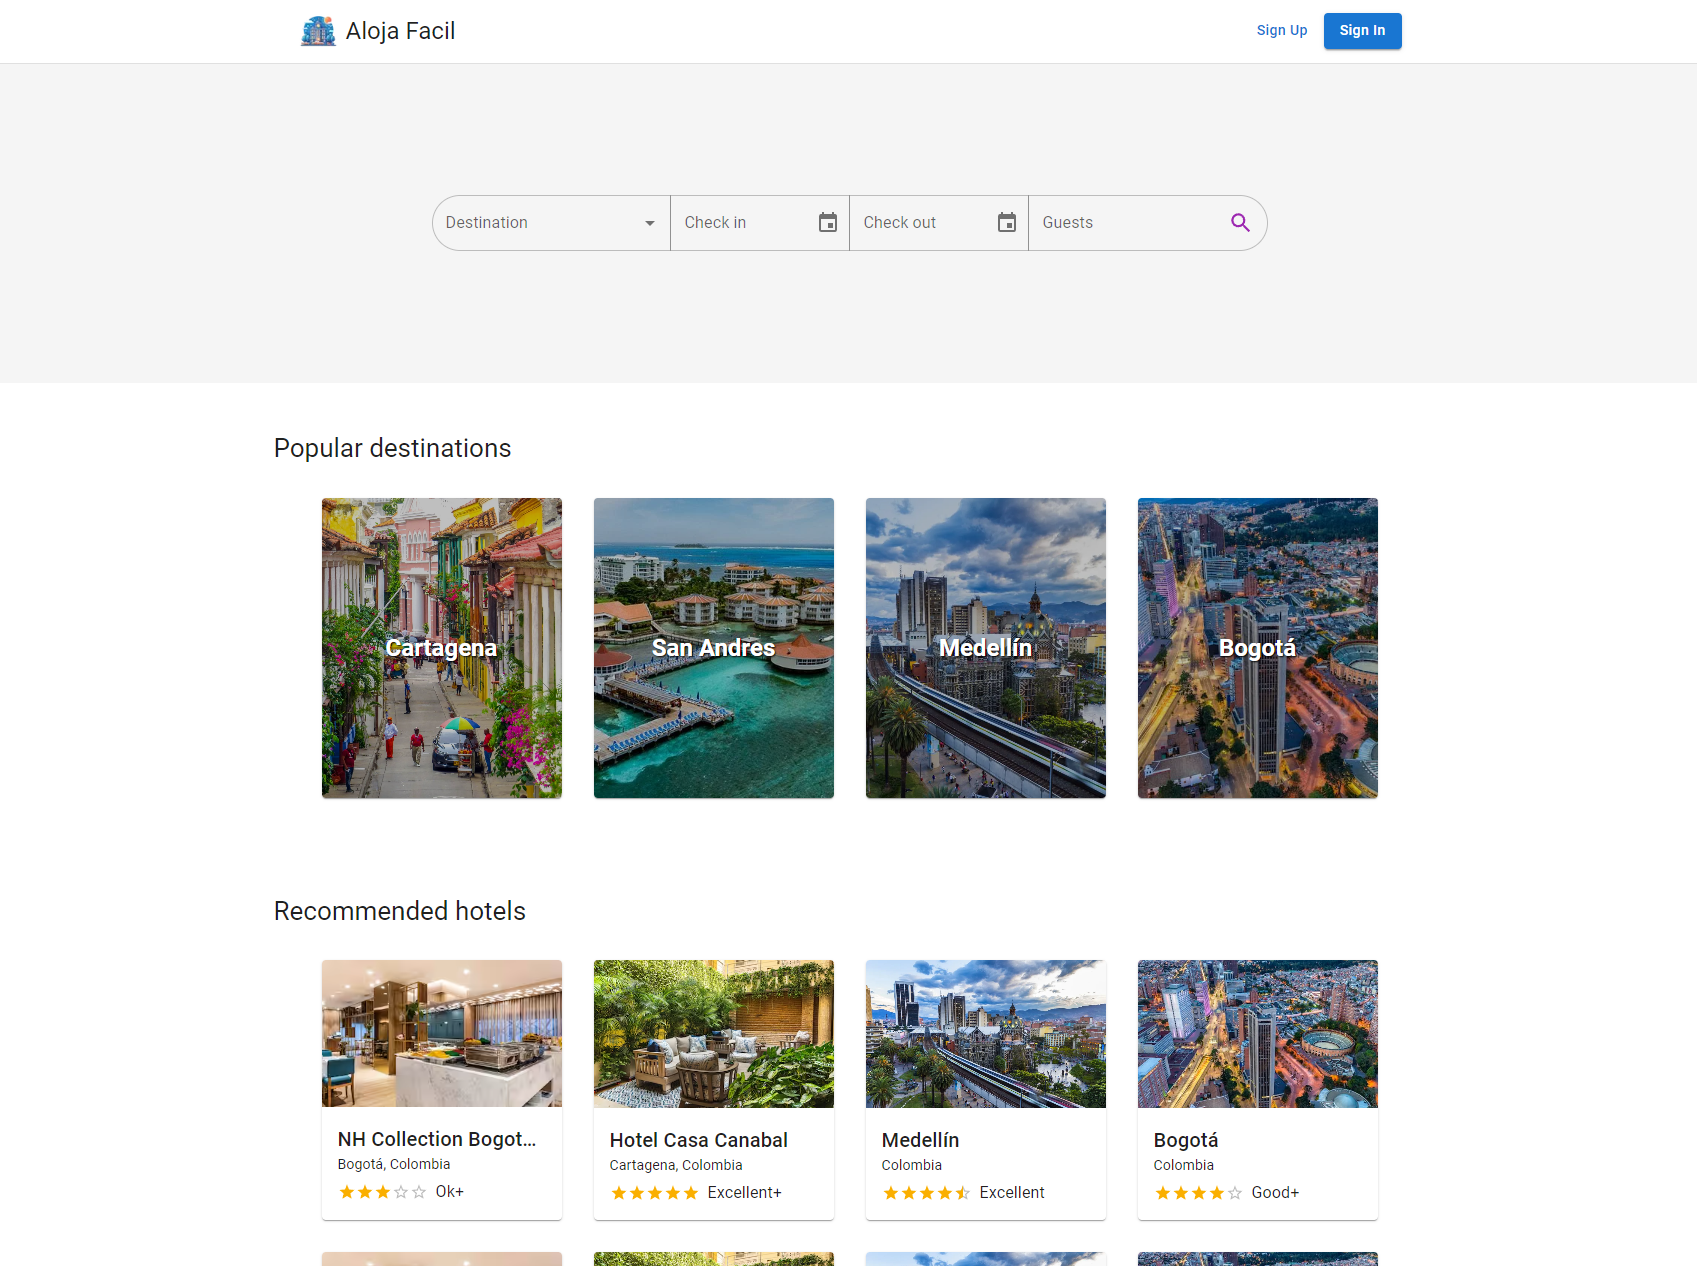 Aloja Facil
Sign Up
Sign In
Destination
Check in
Check out
Guests
Popular destinations
Cartagena
San Andres
Medellín
Bogotá
Recommended hotels
NH Collection Bogot...
Bogotá, Colombia
Ok+
Hotel Casa Canabal
Cartagena, Colombia
Excellent+
Medellín
Colombia
Excellent
Bogotá
Colombia
Good+